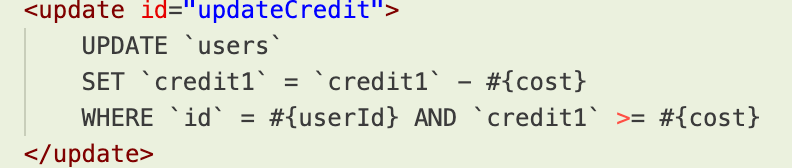 <update id="updateCredit">
UPDATE `users`
SET `credit1` = `credit1` - #{cost}
WHERE `id` = #{userId} AND `credit1` >= #{cost}
</update>